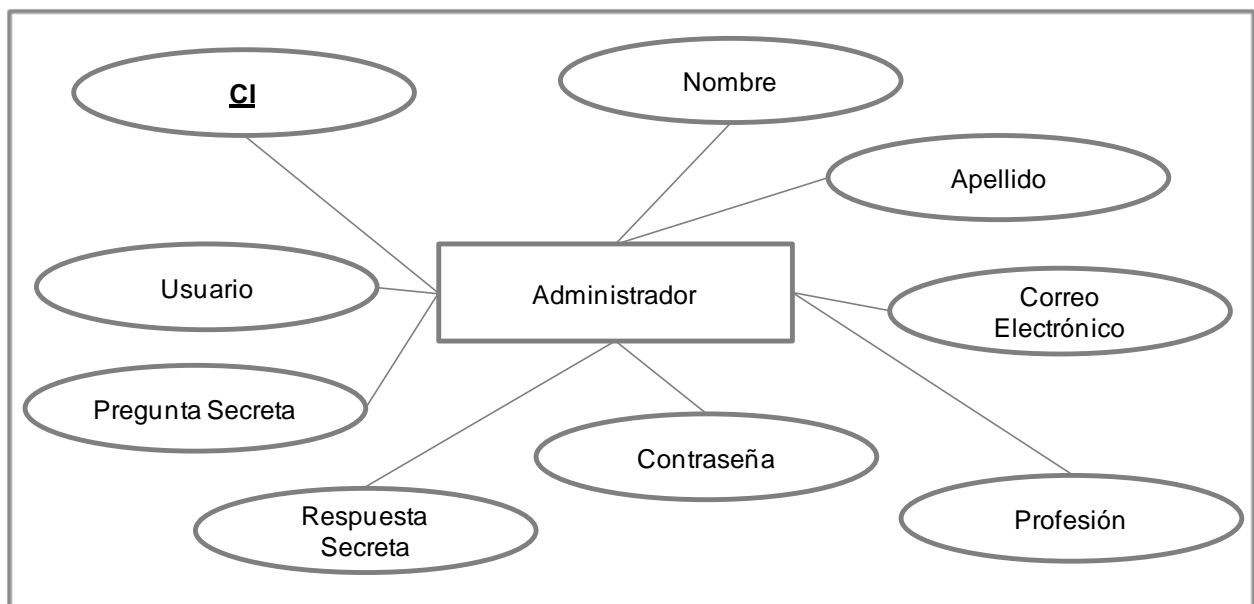 CI
Nombre
Apellido
Usuario
Administrador
Correo
Electrónico
Pregunta Secreta
Contraseña
Respuesta
Secreta
Profesión